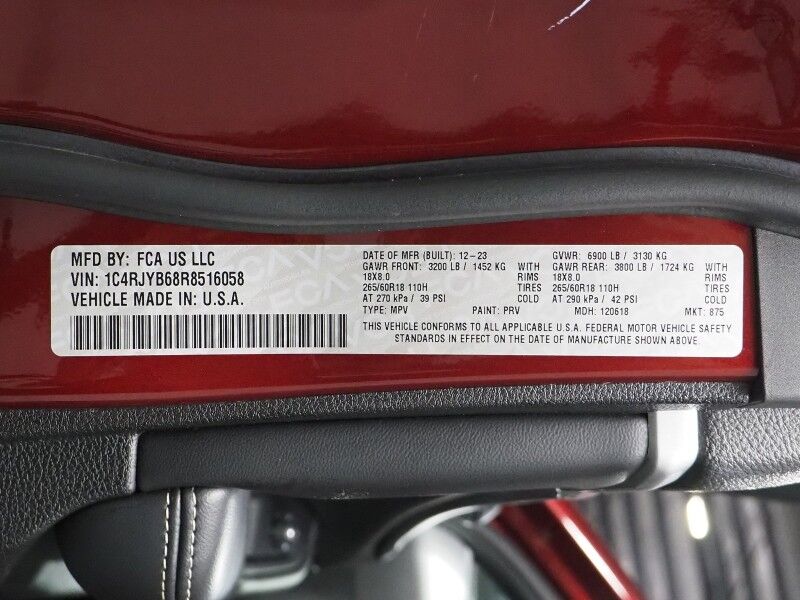 MFD BY: FCA US LLC
VIN: 1C4RJYB68R8516058
VEHICLE MADE IN: U.S.A.
DATE OF MFR (BUILT): 12-23 GVWR: 6900 LB / 3130 KG
GAWR FRONT: 3200 LB / 1452 KG WITH GAWR REAR: 3800 LB / 1724 KG WITH
18X8.0 RIMS 18X8.0 RIMS
265/60R18 110H TIRES 265/60R18 110H TIRES
AT 270 kPa / 39 PSI COLD AT 290 kPa / 42 PSI COLD
TYPE: MPV PAINT: PRV MDH: 120618 MKT: 875
THIS VEHICLE CONFORMS TO ALL APPLICABLE U.S.A. FEDERAL MOTOR VEHICLE SAFETY
STANDARDS IN EFFECT ON THE DATE OF MANUFACTURE SHOWN ABOVE.